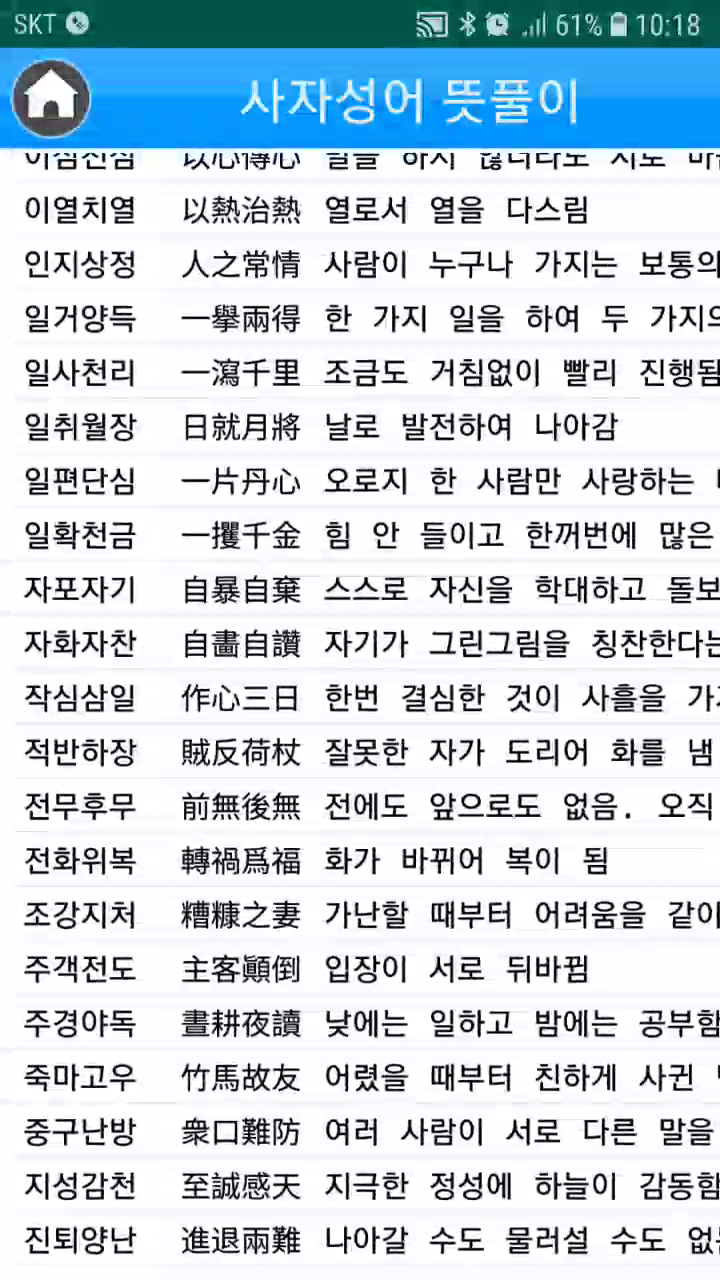 SKT 61% 10:18
사자성어 뜻풀이
이심전심 以心傳心 말을 하지 않더라도 서로
이열치열 以熱治熱 열로서 열을 다스림
인지상정 人之常情 사람이 누구나 가지는 보통의
일거양득 一擧兩得 한 가지 일을 하여 두 가지의
일사천리 一瀉千里 조금도 거침없이 빨리 진행됨
일취월장 日就月將 날로 발전하여 나아감
일편단심 一片丹心 오로지 한 사람만 사랑하는
일확천금 一攫千金 힘 안 들이고 한꺼번에 많은
자포자기 自暴自棄 스스로 자신을 학대하고 돌보
자화자찬 自畵自讚 자기가 그린그림을 칭찬한다는
작심삼일 作心三日 한번 결심한 것이 사흘을 가
적반하장 賊反荷杖 잘못한 자가 도리어 화를 냄
전무후무 前無後無 전에도 앞으로도 없음. 오직
전화위복 轉禍爲福 화가 바뀌어 복이 됨
조강지처 糟糠之妻 가난할 때부터 어려움을 같이
주객전도 主客顚倒 입장이 서로 뒤바뀜
주경야독 晝耕夜讀 낮에는 일하고 밤에는 공부함
죽마고우 竹馬故友 어렸을 때부터 친하게 사귄
중구난방 衆口難防 여러 사람이 서로 다른 말을
지성감천 至誠感天 지극한 정성에 하늘이 감동함
진퇴양난 進退兩難 나아갈 수도 물러설 수도 없